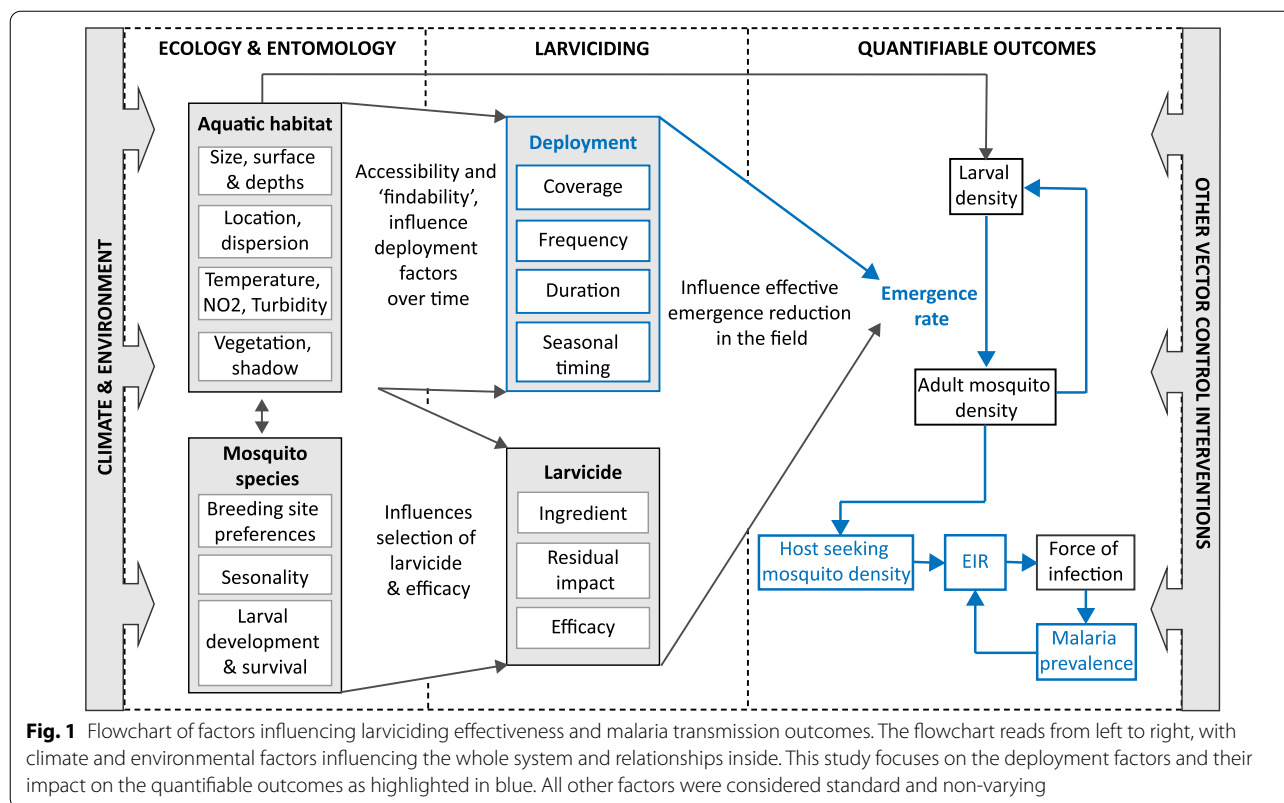 CLIMATE & ENVIRONMENT
ECOLOGY & ENTOMOLOGY
Aquatic habitat
Size, surface
& depths
Location,
dispersion
Temperature,
NO2, Turbidity
Vegetation,
shadow
Mosquito
species
Breeding site
preferences
Sesonality
Larval
development
& survival
Accessibility and
‘findability’,
influence
deployment
factors
over time
Influences
selection of
larvicide
& efficacy
LARVICIDING
Deployment
Coverage
Frequency
Duration
Seasonal
timing
Larvicide
Ingredient
Residual
impact
Efficacy
Influence effective
emergence reduction
in the field
QUANTIFIABLE OUTCOMES
Larval
density
Emergence
rate
Adult mosquito
density
Host seeking
mosquito density
EIR
Force of
infection
Malaria
prevalence
OTHER VECTOR CONTROL INTERVENTIONS
Fig. 1 Flowchart of factors influencing larviciding effectiveness and malaria transmission outcomes. The flowchart reads from left to right, with
climate and environmental factors influencing the whole system and relationships inside. This study focuses on the deployment factors and their
impact on the quantifiable outcomes as highlighted in blue. All other factors were considered standard and non-varying